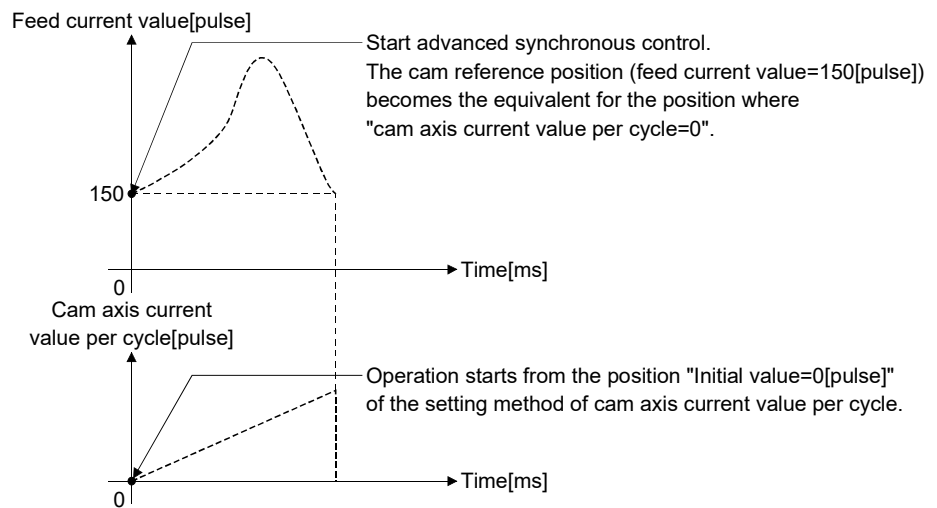 Feed current value[pulse]
Start advanced synchronous control.
The cam reference position (feed current value=150[pulse])
becomes the equivalent for the position where
"cam axis current value per cycle=0".
150
Time[ms]
0
Cam axis current
value per cycle[pulse]
Operation starts from the position "Initial value=0[pulse]"
of the setting method of cam axis current value per cycle.
Time[ms]
0